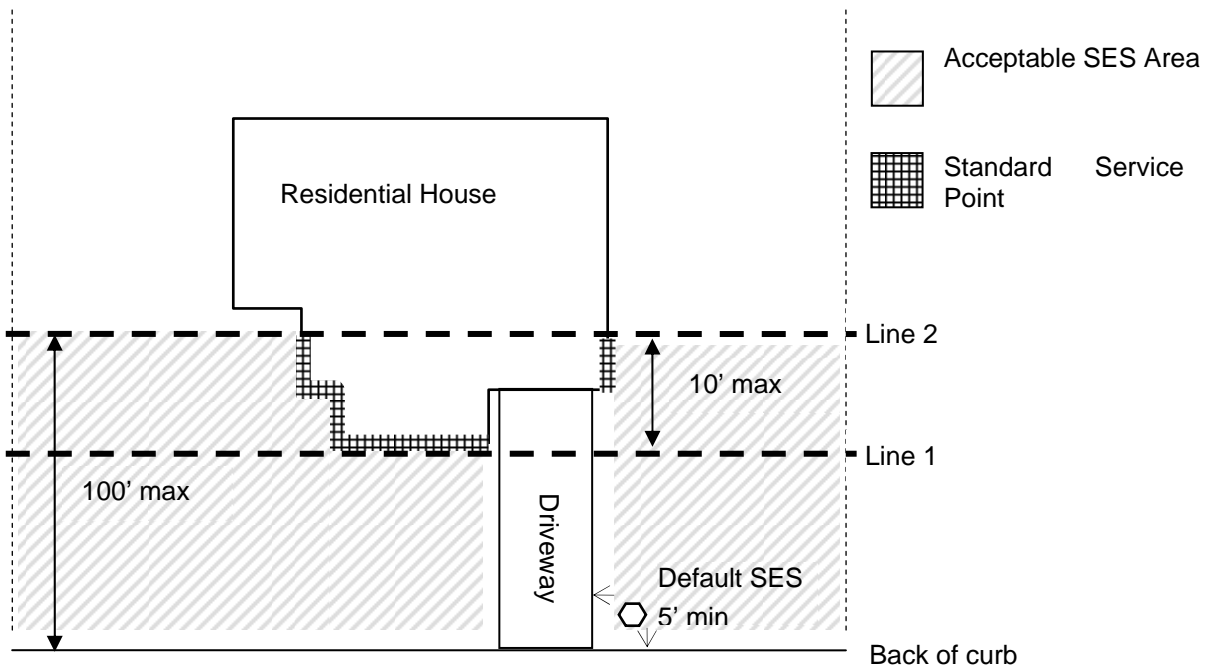 Acceptable SES Area
Standard Service
Point
Residential House
Line 2
10’ max
Line 1
100’ max
Driveway
Default SES
5’ min
Back of curb